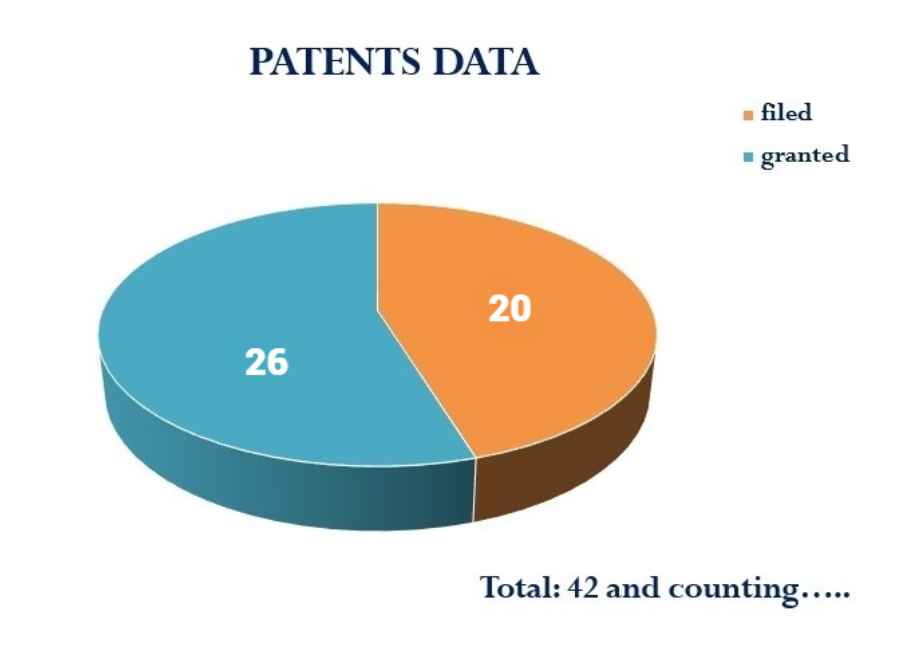 PATENTS DATA
filed
granted
20
26
Total: 42 and counting.....